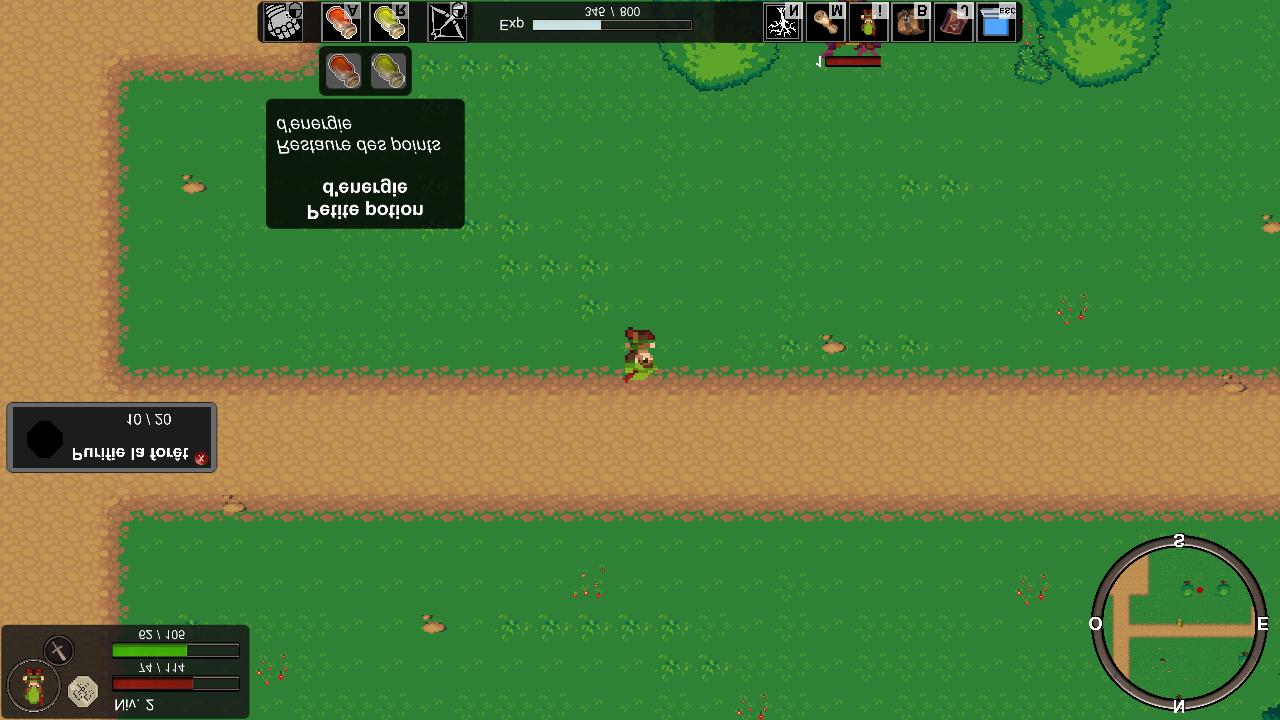 Niv. 2
74 / 114
62 / 105
N
O
E
S
Purifie la forêt
x
10 / 20
Petite potion
d'energie
Restaure des points
d'energie
A
R
Exp
345 / 800
N
M
I
B
J
ESC
1